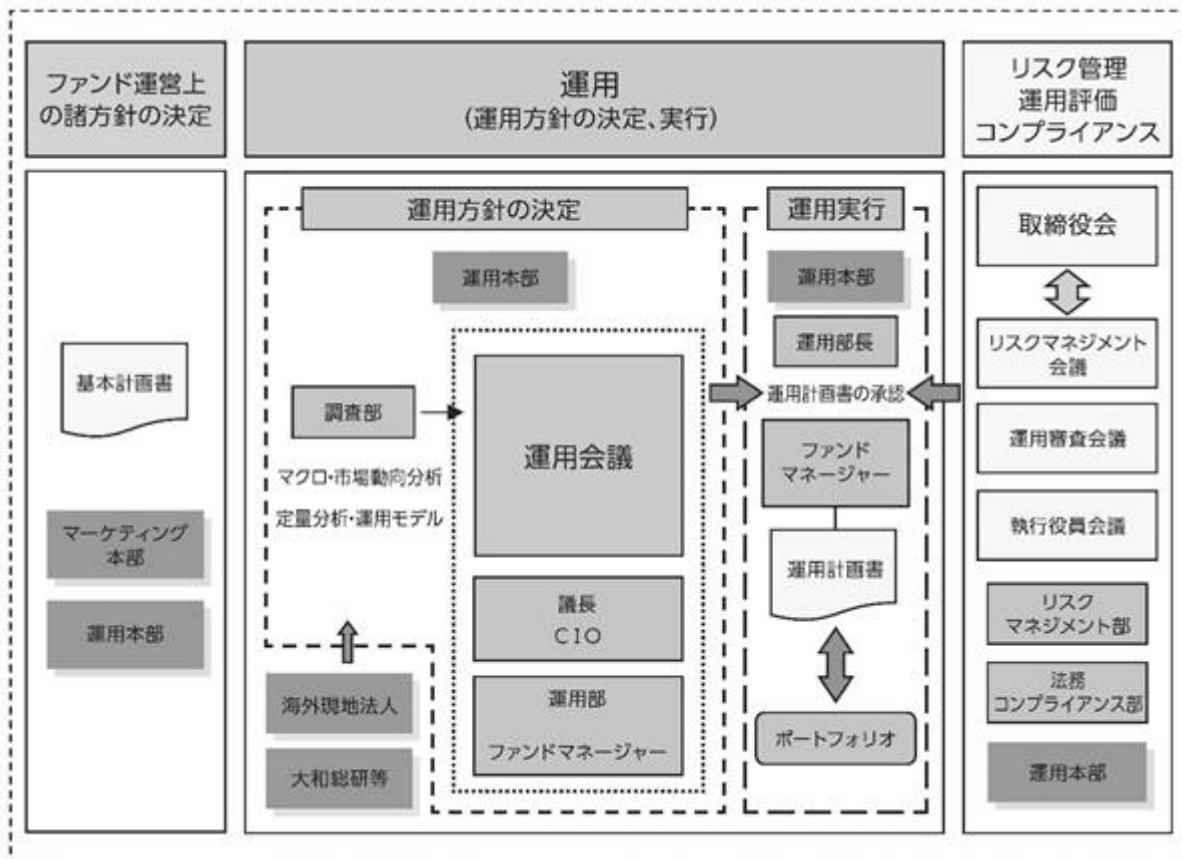 ファンド運営上
の諸方針の決定
運用
(運用方針の決定、実行)
リスク管理
運用評価
コンプライアンス
基本計画書
マーケティング
本部
運用本部
運用方針の決定
運用本部
調査部
マクロ・市場動向分析
定量分析・運用モデル
運用会議
議長
CIO
運用部
ファンドマネージャー
海外現地法人
大和総研等
運用実行
運用本部
運用部長
運用計画書の承認
ファンド
マネージャー
運用計画書
ポートフォリオ
取締役会
リスクマネジメント
会議
運用審査会議
執行役員会議
リスク
マネジメント部
法務
コンプライアンス部
運用本部